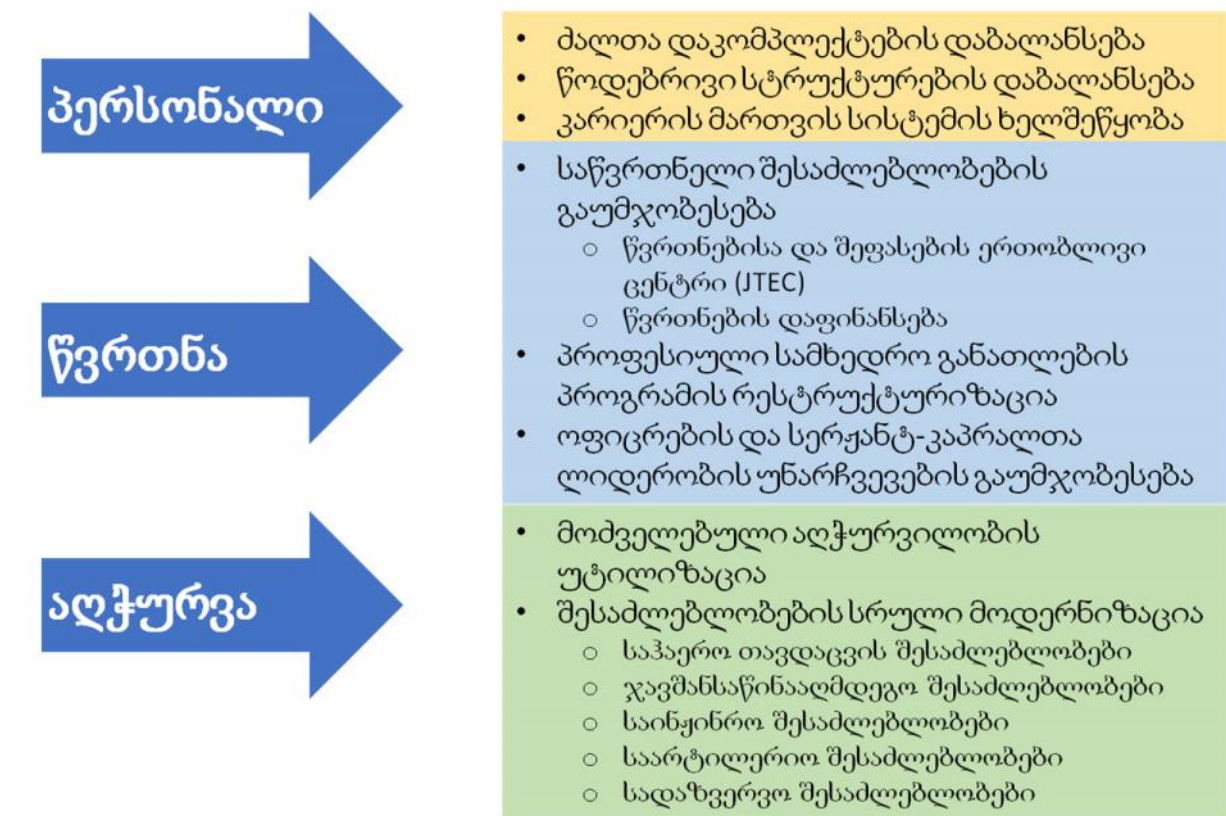 პერსონალი
• ძალთა დაკომპლექტების დაბალანსება
• წოდებრივი სტრუქტურების დაბალანსება
• კარიერის მართვის სისტემის ხელშეწყობა
წვრთნა
• საწვრთნელი შესაძლებლობების
გაუმჯობესება
○ წვრთნებისა და შეფასების ერთობლივი
ცენტრი (JTEC)
○ წვრთნების დაფინანსება
• პროფესიული სამხედრო განათლების
პროგრამის რესტრუქტურიზაცია
• ოფიცრების და სერჟანტ-კაპრალთა
ლიდერობის უნარჩვევების გაუმჯობესება
აღჭურვა
• მოძველებული აღჭურვილობის
უტილიზაცია
• შესაძლებლობების სრული მოდერნიზაცია
○ საჰაერო თავდაცვის შესაძლებლობები
○ ჯავშანსაწინააღმდეგო შესაძლებლობები
○ საინჟინრო შესაძლებლობები
○ საარტილერიო შესაძლებლობები
○ სადაზვერვო შესაძლებლობები